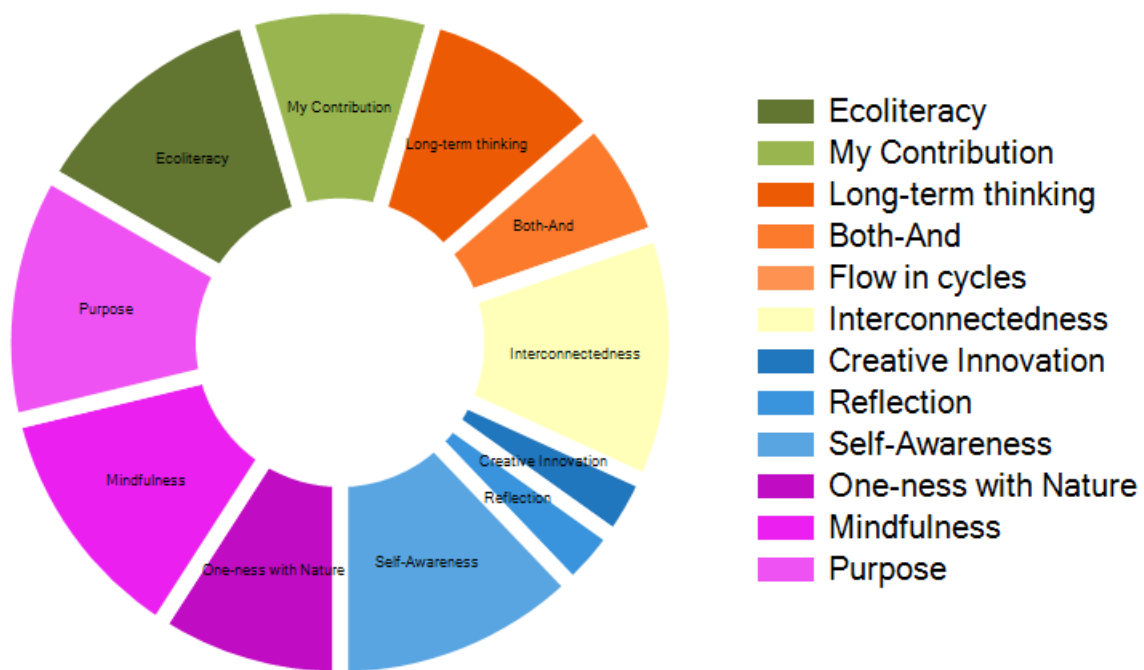 My Contribution
Long-term thinking
Ecoliteracy
Both-And
Purpose
Interconnectedness
Creative Innovation
Mindfulness
Reflection
Self-Awareness
One-ness with Nature
Ecoliteracy
My Contribution
Long-term thinking
Both-And
Flow in cycles
Interconnectedness
Creative Innovation
Reflection
Self-Awareness
One-ness with Nature
Mindfulness
Purpose